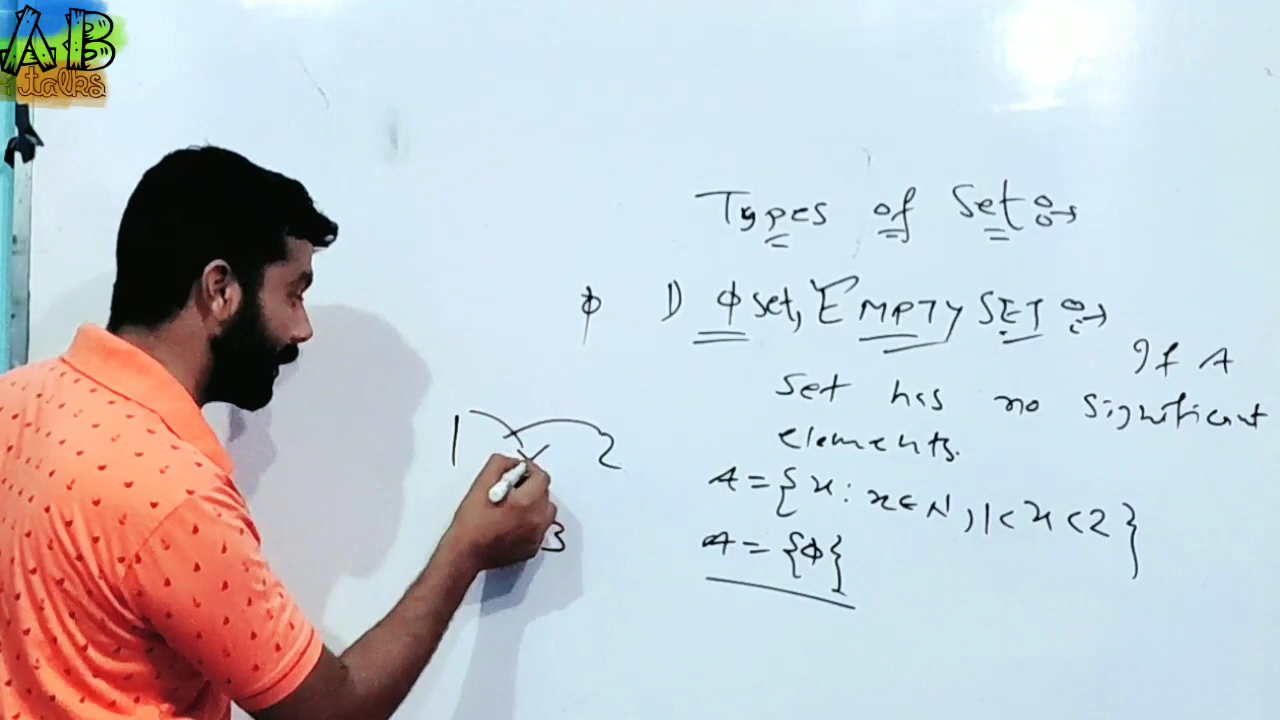 AB
talks
Types of Set
φ 1) φ set, EMPTY SET
If A
set has no significant
elements.
A = {x : x ∈ N, 1 < x < 2}
A = {φ}
1 2
3